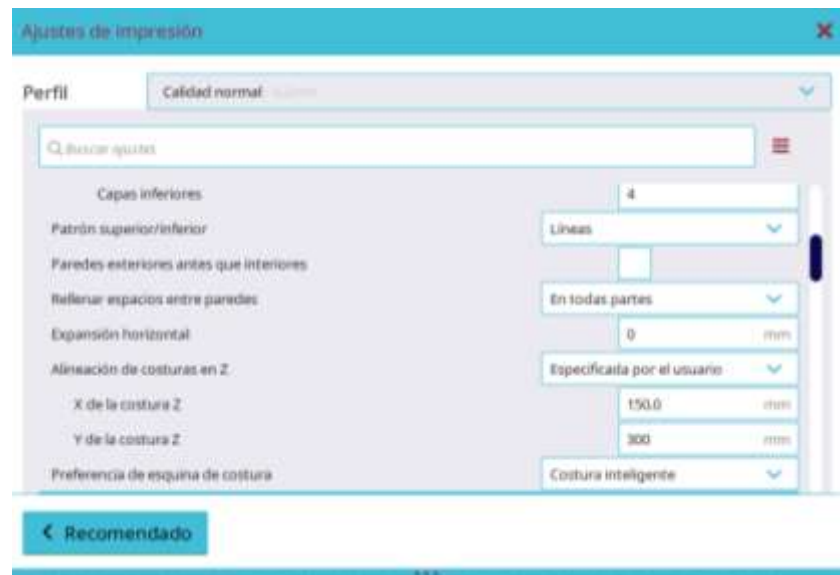 Ajustes de impresión
Perfil
Calidad normal
Buscar ajustes
Capas inferiores 4
Patrón superior/inferior Líneas
Paredes exteriores antes que interiores
Rellenar espacios entre paredes En todas partes
Expansión horizontal 0 mm
Alineación de costuras en Z Especificada por el usuario
X de la costura Z 150.0 mm
Y de la costura Z 300 mm
Preferencia de esquina de costura Costura inteligente
Recomendado